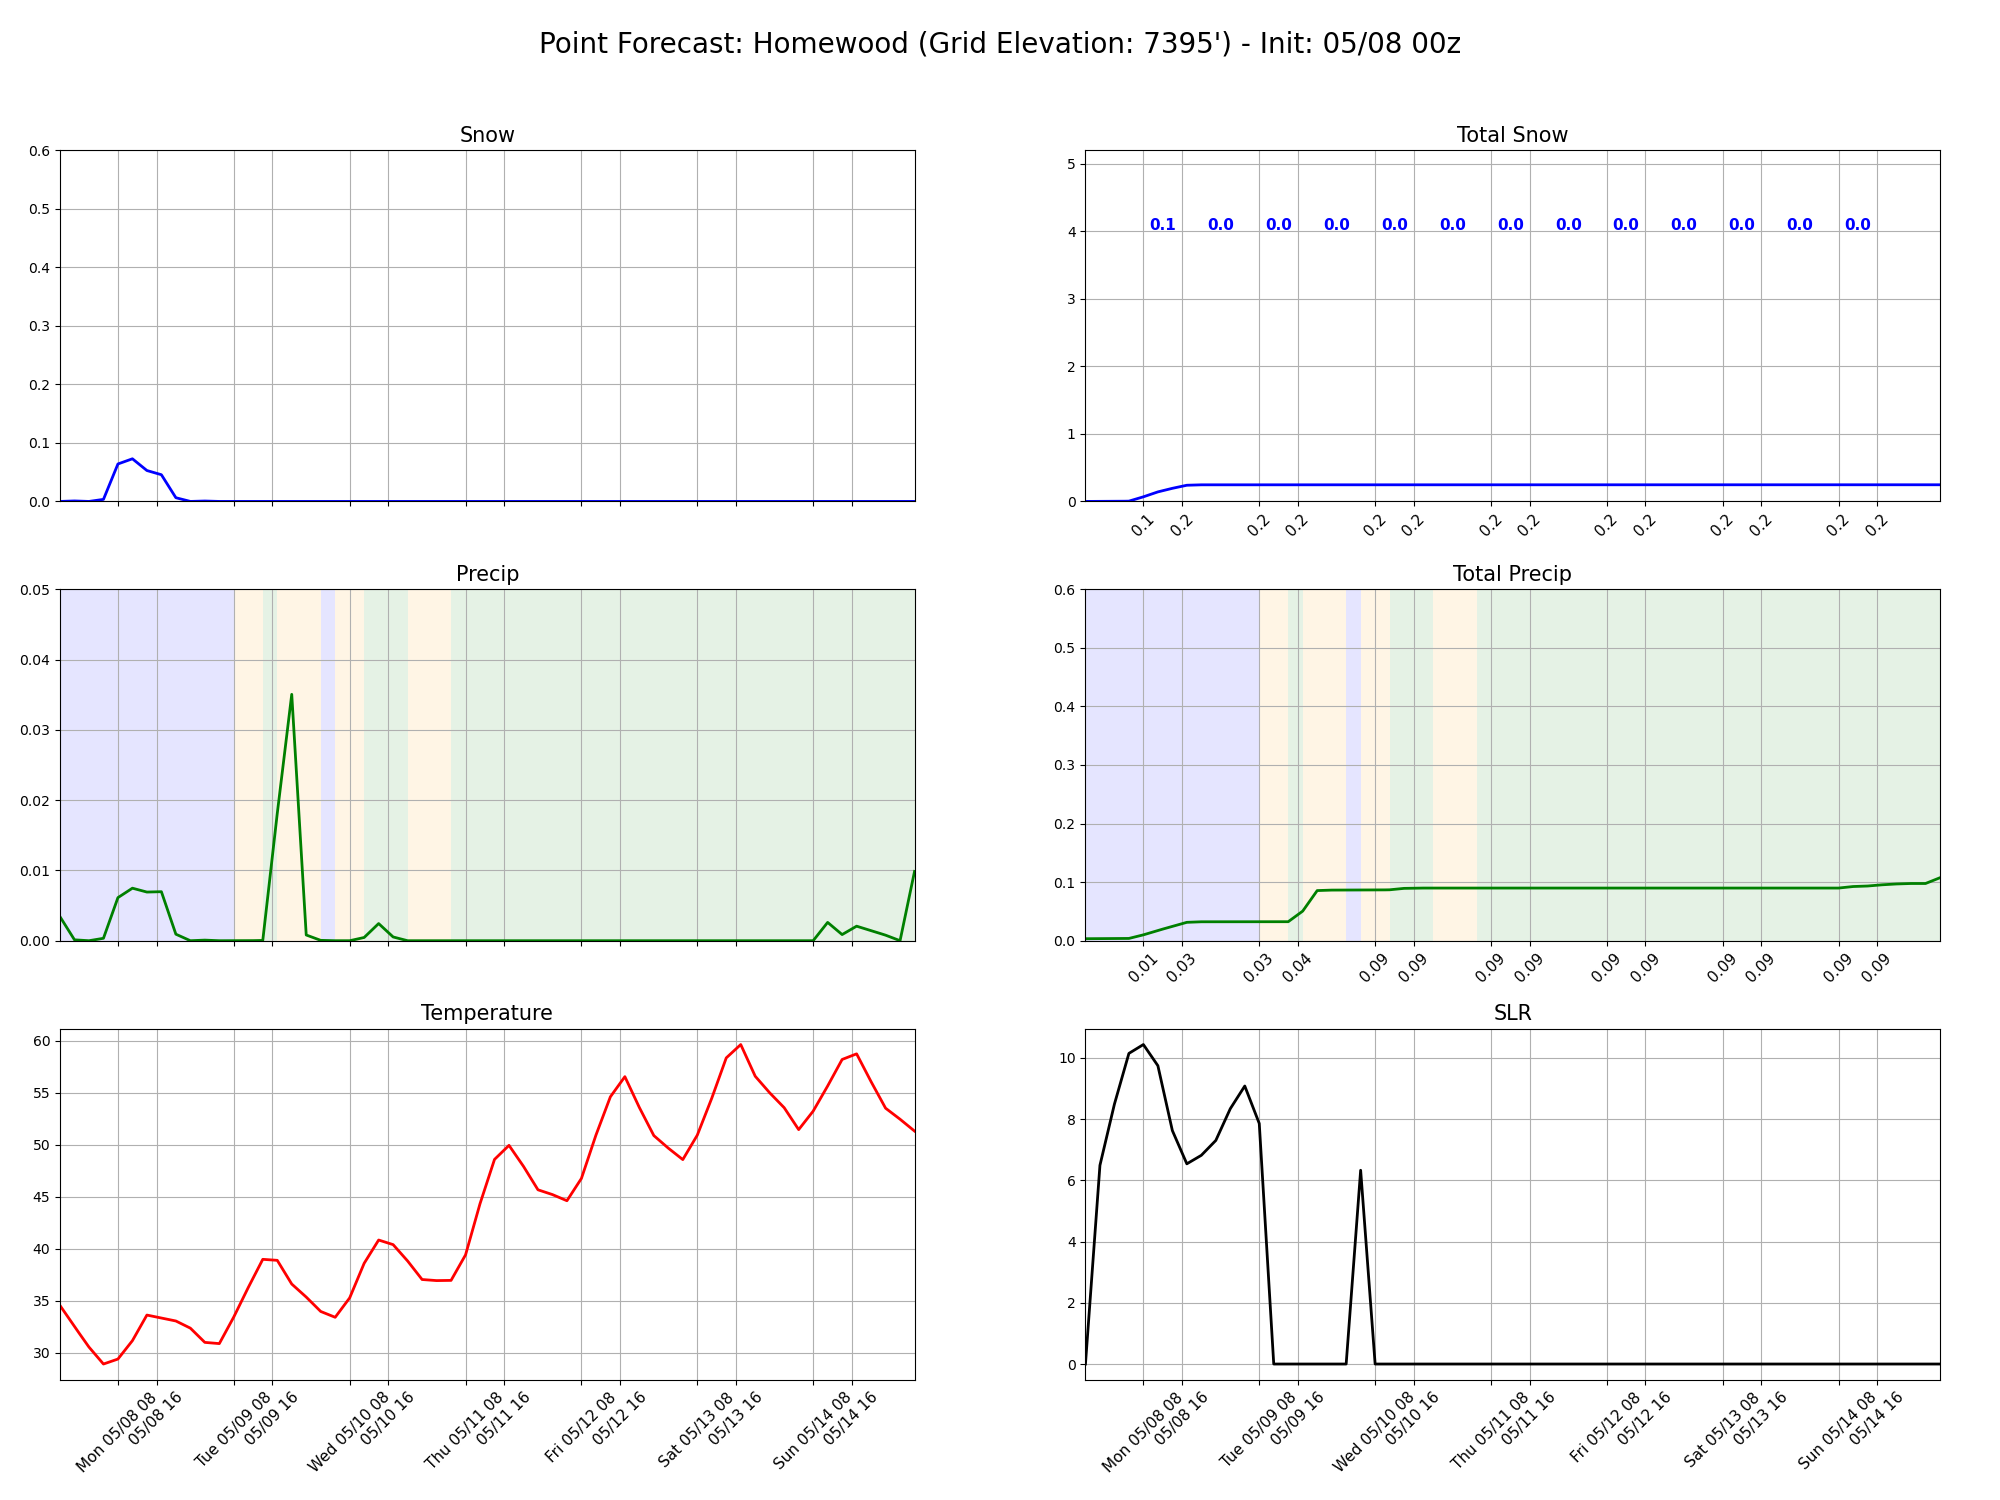 Point Forecast: Homewood (Grid Elevation: 7395') - Init: 05/08 00z
Snow
0.6
0.5
0.4
0.3
0.2
0.1
0.0
Total Snow
5
4
3
2
1
0
0.1 0.0 0.0 0.0 0.0 0.0 0.0 0.0 0.0 0.0 0.0 0.0 0.0
0.1 0.2 0.2 0.2 0.2 0.2 0.2 0.2 0.2 0.2 0.2 0.2 0.2 0.2
Precip
0.05
0.04
0.03
0.02
0.01
0.00
Total Precip
0.6
0.5
0.4
0.3
0.2
0.1
0.0
0.01 0.03 0.03 0.04 0.09 0.09 0.09 0.09 0.09 0.09 0.09 0.09 0.09 0.09
Temperature
60
55
50
45
40
35
30
Mon 05/08 08
05/08 16
Tue 05/09 08
05/09 16
Wed 05/10 08
05/10 16
Thu 05/11 08
05/11 16
Fri 05/12 08
05/12 16
Sat 05/13 08
05/13 16
Sun 05/14 08
05/14 16
SLR
10
8
6
4
2
0
Mon 05/08 08
05/08 16
Tue 05/09 08
05/09 16
Wed 05/10 08
05/10 16
Thu 05/11 08
05/11 16
Fri 05/12 08
05/12 16
Sat 05/13 08
05/13 16
Sun 05/14 08
05/14 16